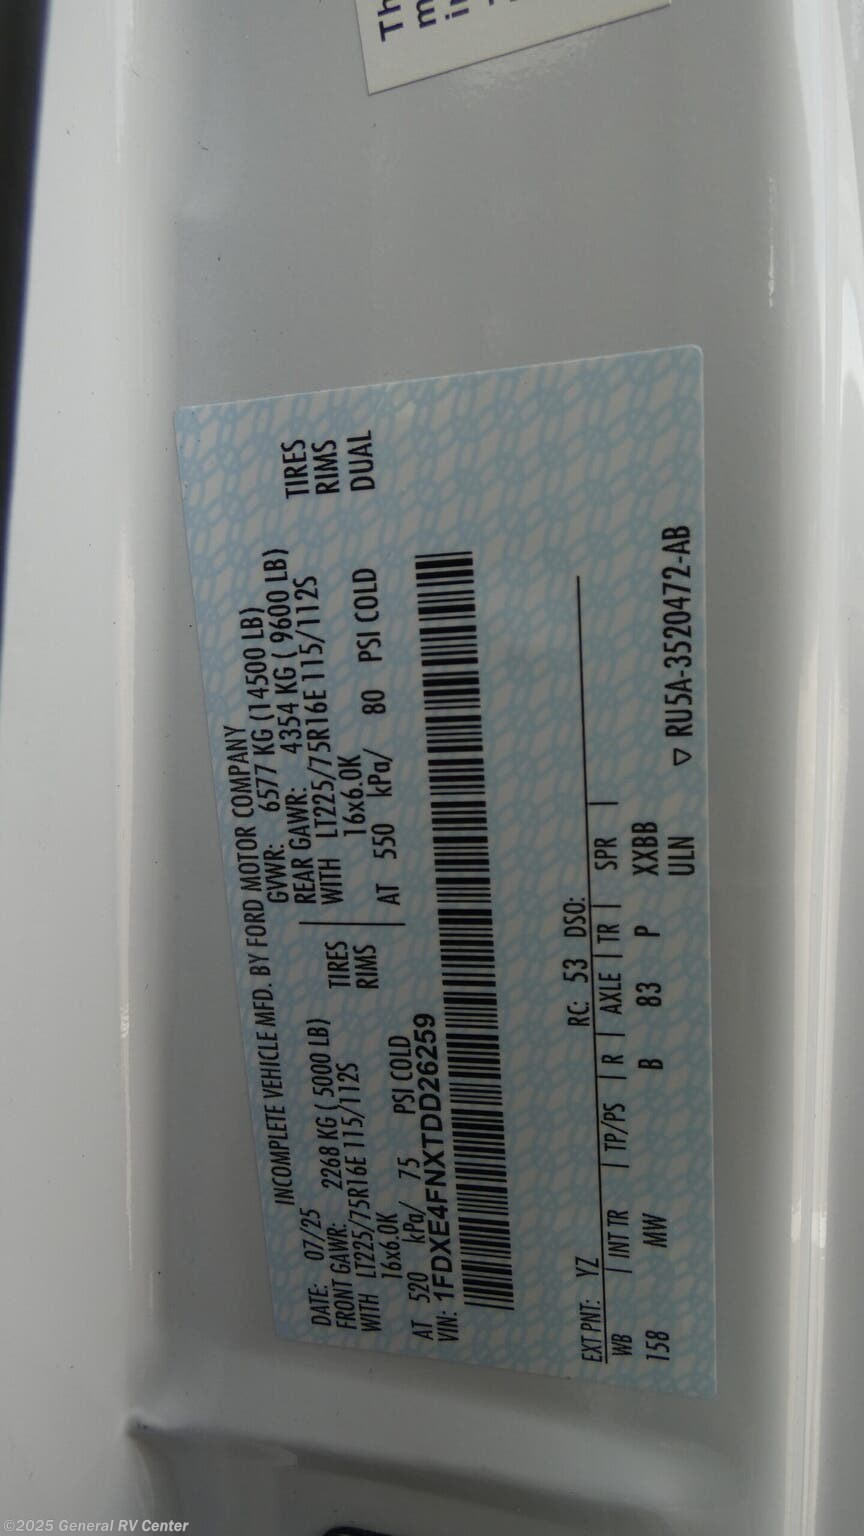 Th
m
in
INCOMPLETE VEHICLE MFD. BY FORD MOTOR COMPANY
DATE: 07/25 GVWR: 6577 KG (14500 LB)
FRONT GAWR: 2268 KG ( 5000 LB) REAR GAWR: 4354 KG ( 9600 LB)
WITH LT225/75R16E 115/112S TIRES WITH LT225/75R16E 115/112S TIRES
16x6.0K RIMS 16x6.0K RIMS
AT 520 kPa/ 75 PSI COLD AT 550 kPa/ 80 PSI COLD DUAL
VIN: 1FDXE4FNXTDD26259
EXT PNT: YZ RC: 53 DSO:
WB | INT TR | TP/PS | R | AXLE | TR | SPR |
158 MW B 83 P XXBB
ULN ▽ RU5A-3520472-AB
©2025 General RV Center